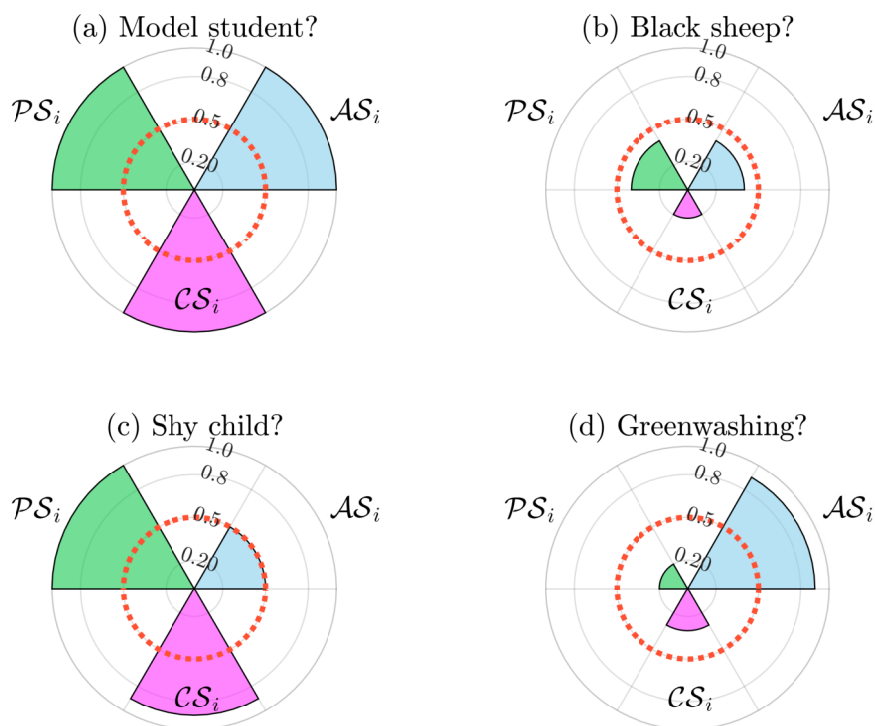 (a) Model student?
1.0
0.8
0.5
0.20
𝒫𝒮ᵢ
𝒜𝒮ᵢ
𝒞𝒮ᵢ
(b) Black sheep?
1.0
0.8
0.5
0.20
𝒫𝒮ᵢ
𝒜𝒮ᵢ
𝒞𝒮ᵢ
(c) Shy child?
1.0
0.8
0.5
0.20
𝒫𝒮ᵢ
𝒜𝒮ᵢ
𝒞𝒮ᵢ
(d) Greenwashing?
1.0
0.8
0.5
0.20
𝒫𝒮ᵢ
𝒜𝒮ᵢ
𝒞𝒮ᵢ